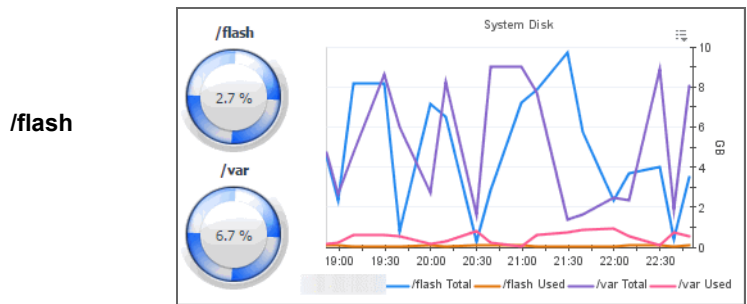 /flash
/flash
2.7 %
/var
6.7 %
System Disk
10
8
6
4
2
0
GB
19:00 19:30 20:00 20:30 21:00 21:30 22:00 22:30
/flash Total /flash Used /var Total /var Used